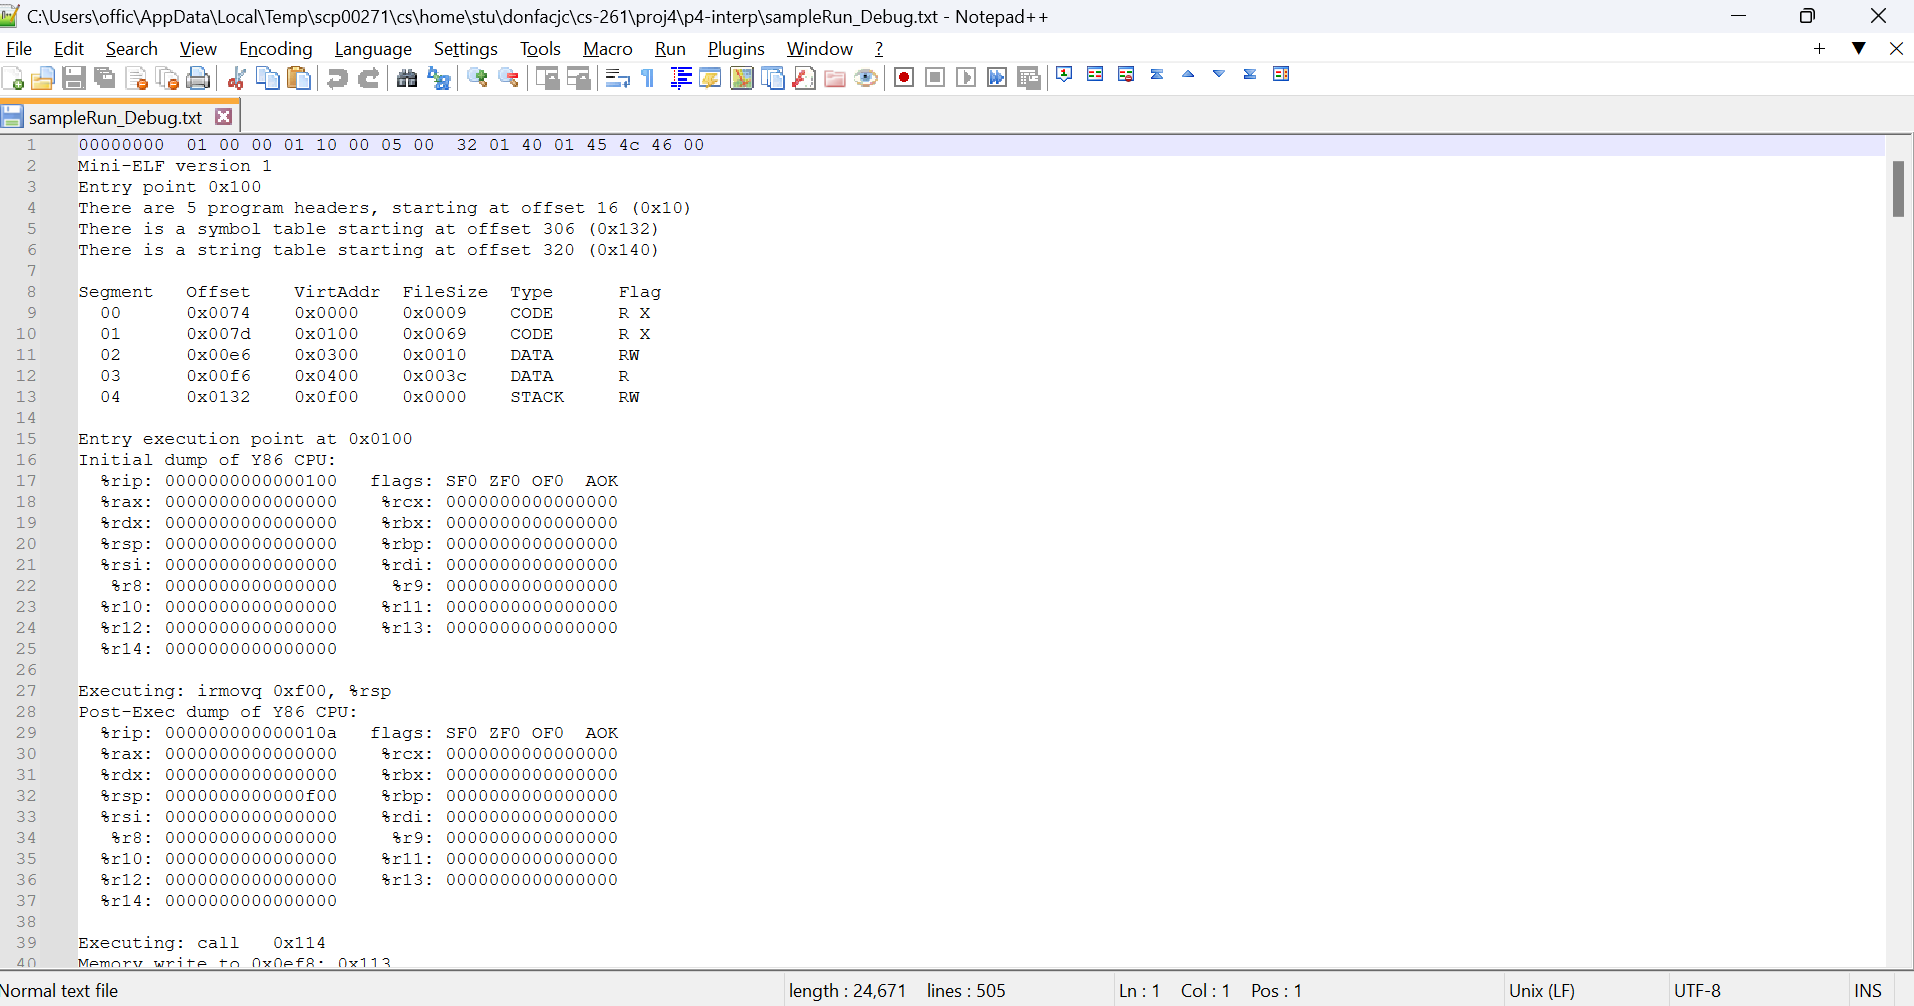 C:\Users\offic\AppData\Local\Temp\scp00271\cs\home\stu\donfacjc\cs-261\proj4\p4-interp\sampleRun_Debug.txt - Notepad++
File Edit Search View Encoding Language Settings Tools Macro Run Plugins Window ?
sampleRun_Debug.txt
1 00000000  01 00 00 01 10 00 05 00  32 01 40 01 45 4c 46 00
2 Mini-ELF version 1
3 Entry point 0x100
4 There are 5 program headers, starting at offset 16 (0x10)
5 There is a symbol table starting at offset 306 (0x132)
6 There is a string table starting at offset 320 (0x140)
7
8 Segment   Offset    VirtAddr  FileSize  Type      Flag
9   00      0x0074    0x0000    0x0009    CODE      R X
10   01      0x007d    0x0100    0x0069    CODE      R X
11   02      0x00e6    0x0300    0x0010    DATA      RW
12   03      0x00f6    0x0400    0x003c    DATA      R
13   04      0x0132    0x0f00    0x0000    STACK     RW
14
15 Entry execution point at 0x0100
16 Initial dump of Y86 CPU:
17   %rip: 0000000000000100   flags: SF0 ZF0 OF0  AOK
18   %rax: 0000000000000000    %rcx: 0000000000000000
19   %rdx: 0000000000000000    %rbx: 0000000000000000
20   %rsp: 0000000000000000    %rbp: 0000000000000000
21   %rsi: 0000000000000000    %rdi: 0000000000000000
22    %r8: 0000000000000000     %r9: 0000000000000000
23   %r10: 0000000000000000    %r11: 0000000000000000
24   %r12: 0000000000000000    %r13: 0000000000000000
25   %r14: 0000000000000000
26
27 Executing: irmovq 0xf00, %rsp
28 Post-Exec dump of Y86 CPU:
29   %rip: 000000000000010a   flags: SF0 ZF0 OF0  AOK
30   %rax: 0000000000000000    %rcx: 0000000000000000
31   %rdx: 0000000000000000    %rbx: 0000000000000000
32   %rsp: 0000000000000f00    %rbp: 0000000000000000
33   %rsi: 0000000000000000    %rdi: 0000000000000000
34    %r8: 0000000000000000     %r9: 0000000000000000
35   %r10: 0000000000000000    %r11: 0000000000000000
36   %r12: 0000000000000000    %r13: 0000000000000000
37   %r14: 0000000000000000
38
39 Executing: call   0x114
40 Memory write to 0x0ef8: 0x113
Normal text file length : 24,671 lines : 505 Ln : 1 Col : 1 Pos : 1 Unix (LF) UTF-8 INS